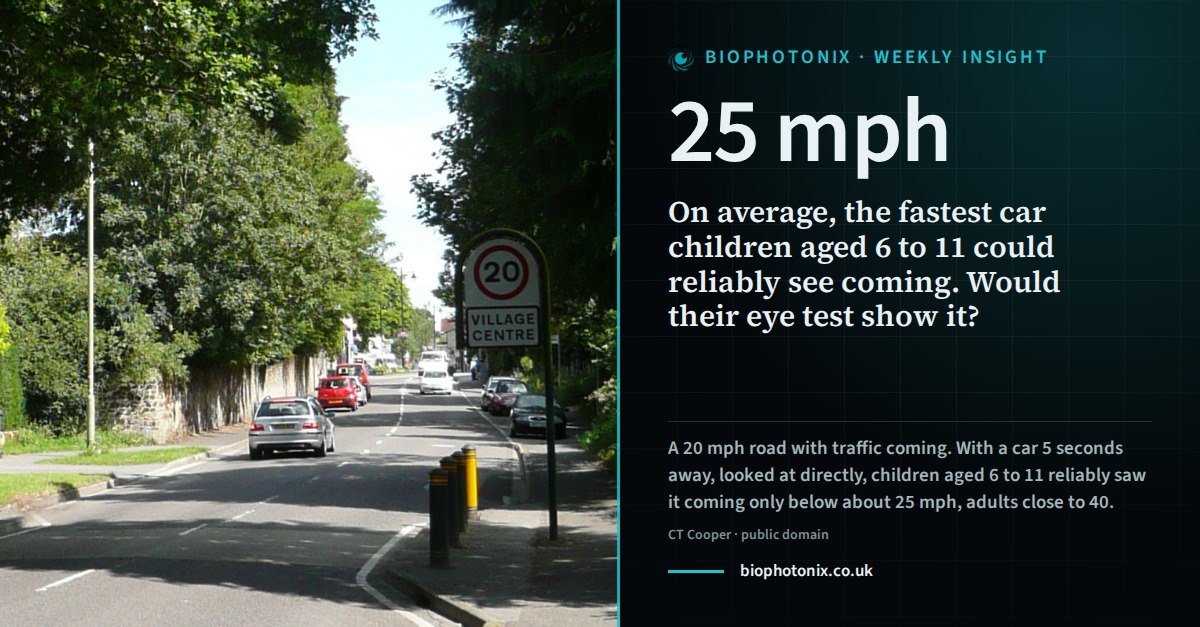 20
VILLAGE
CENTRE
BIOPHOTONIX · WEEKLY INSIGHT
25 mph
On average, the fastest car
children aged 6 to 11 could
reliably see coming. Would
their eye test show it?
A 20 mph road with traffic coming. With a car 5 seconds
away, looked at directly, children aged 6 to 11 reliably saw
it coming only below about 25 mph, adults close to 40.
CT Cooper · public domain
biophotonix.co.uk